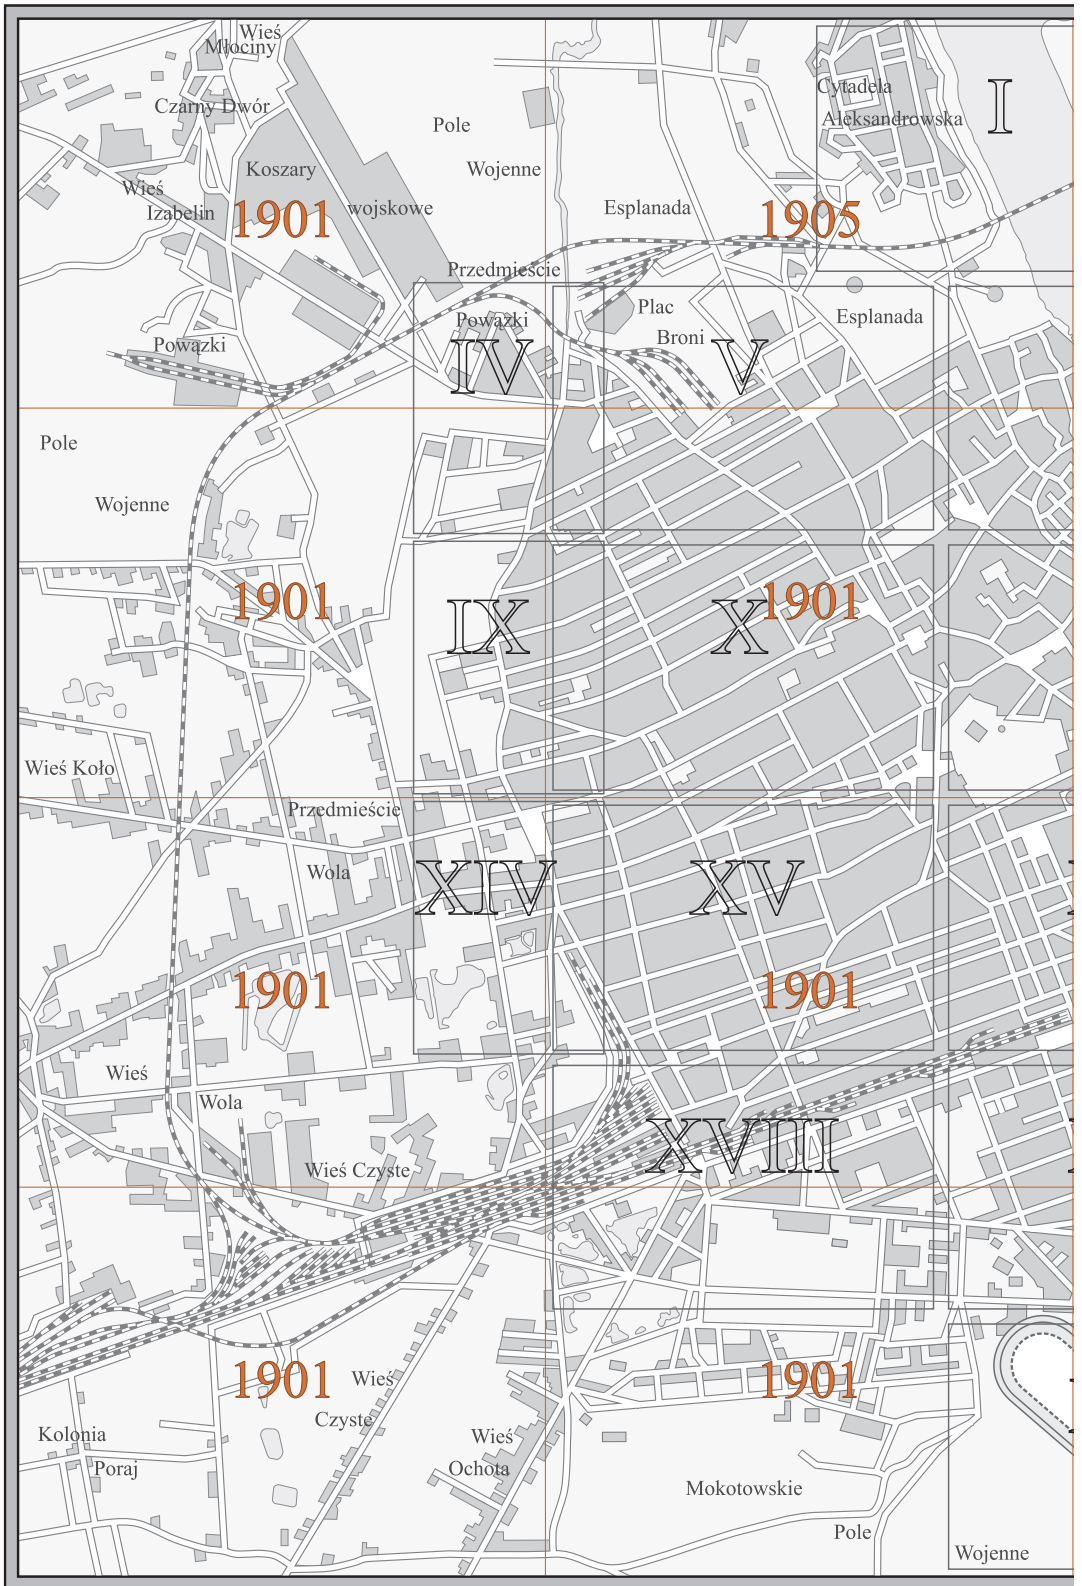 Wieś
Młociny
Czarny Dwór
Cytadela
Aleksandrowska
I
Pole
Wojenne
Koszary
wojskowe
Wieś
Izabelin
1901
Esplanada
1905
Przedmieście
Powązki
IV
Plac
Broni
V
Esplanada
Powązki
Pole
Wojenne
1901
IX
X
1901
Wieś Koło
Przedmieście
Wola
XIV
XV
1901
1901
Wieś
Wola
Wieś Czyste
XVIII
1901
Wieś
Czyste
1901
Kolonia
Poraj
Wieś
Ochota
Mokotowskie
Pole
Wojenne